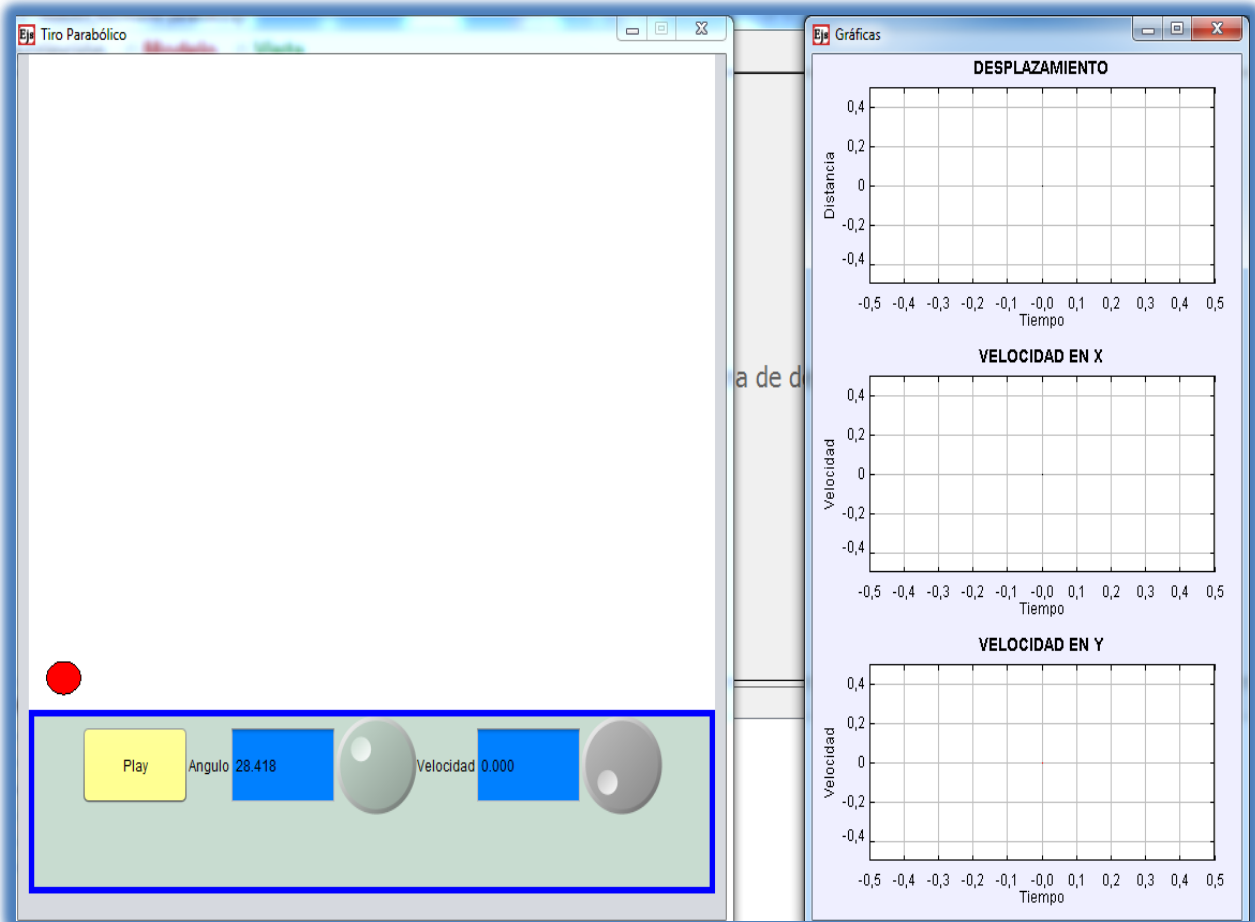 Ejs Tiro Parabólico
Modelo Vista
Play Angulo 28.418 Velocidad 0.000
a de d
Ejs Gráficas
DESPLAZAMIENTO
Distancia
0,4
0,2
0
-0,2
-0,4
-0,5 -0,4 -0,3 -0,2 -0,1 -0,0 0,1 0,2 0,3 0,4 0,5
Tiempo
VELOCIDAD EN X
Velocidad
0,4
0,2
0
-0,2
-0,4
-0,5 -0,4 -0,3 -0,2 -0,1 -0,0 0,1 0,2 0,3 0,4 0,5
Tiempo
VELOCIDAD EN Y
Velocidad
0,4
0,2
0
-0,2
-0,4
-0,5 -0,4 -0,3 -0,2 -0,1 -0,0 0,1 0,2 0,3 0,4 0,5
Tiempo